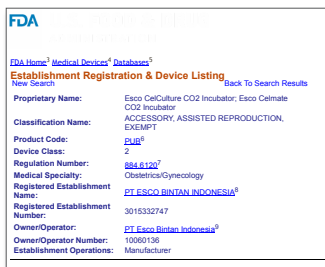 FDA
FDA Home3 Medical Devices4 Databases5
Establishment Registration & Device Listing
New Search Back To Search Results
Proprietary Name: Esco CelCulture CO2 Incubator; Esco Celmate
CO2 Incubator
Classification Name: ACCESSORY, ASSISTED REPRODUCTION,
EXEMPT
Product Code: PUB6
Device Class: 2
Regulation Number: 884.61207
Medical Specialty: Obstetrics/Gynecology
Registered Establishment
Name: PT ESCO BINTAN INDONESIA8
Registered Establishment
Number: 3015332747
Owner/Operator: PT Esco Bintan Indonesia9
Owner/Operator Number: 10060136
Establishment Operations: Manufacturer